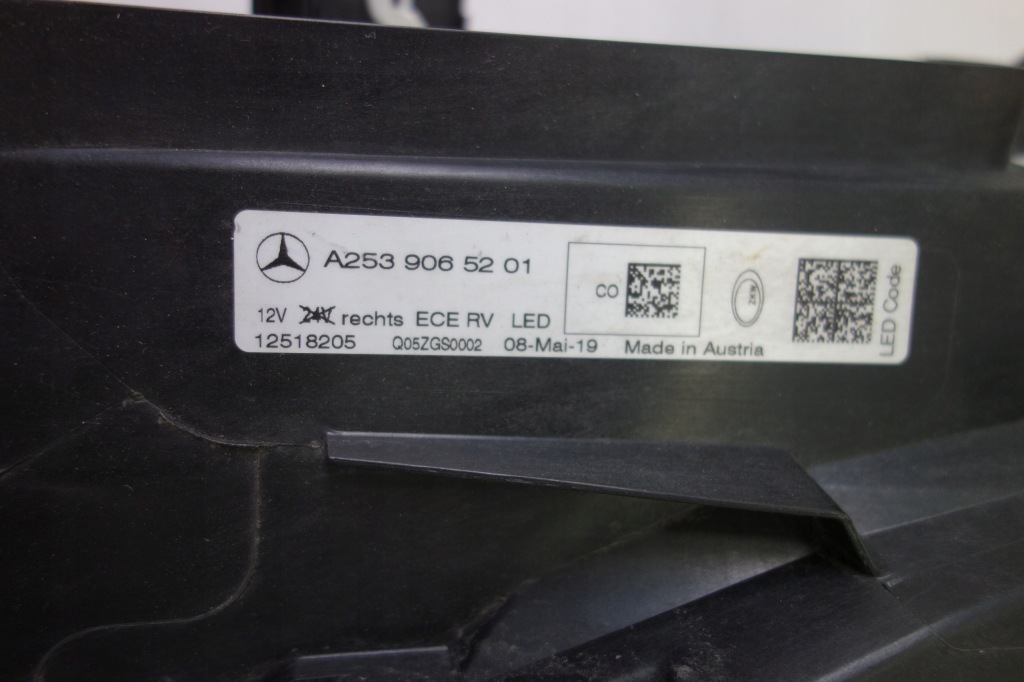 A253 906 52 01
CO
12V 24V rechts ECE RV LED
12518205 Q05ZGS0002 08-Mai-19 Made in Austria
ZKW
LED Code